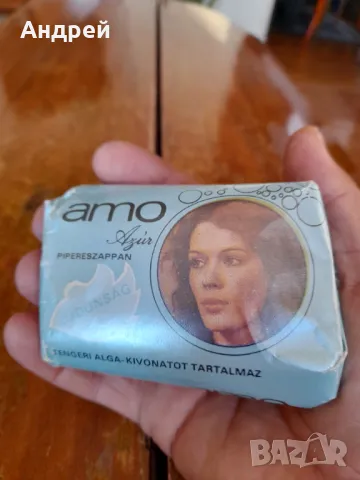 Андрей
amo
Azúr
PIPERESZAPPAN
TENGERI ALGA-KIVONATOT TARTALMAZ
BAZAR